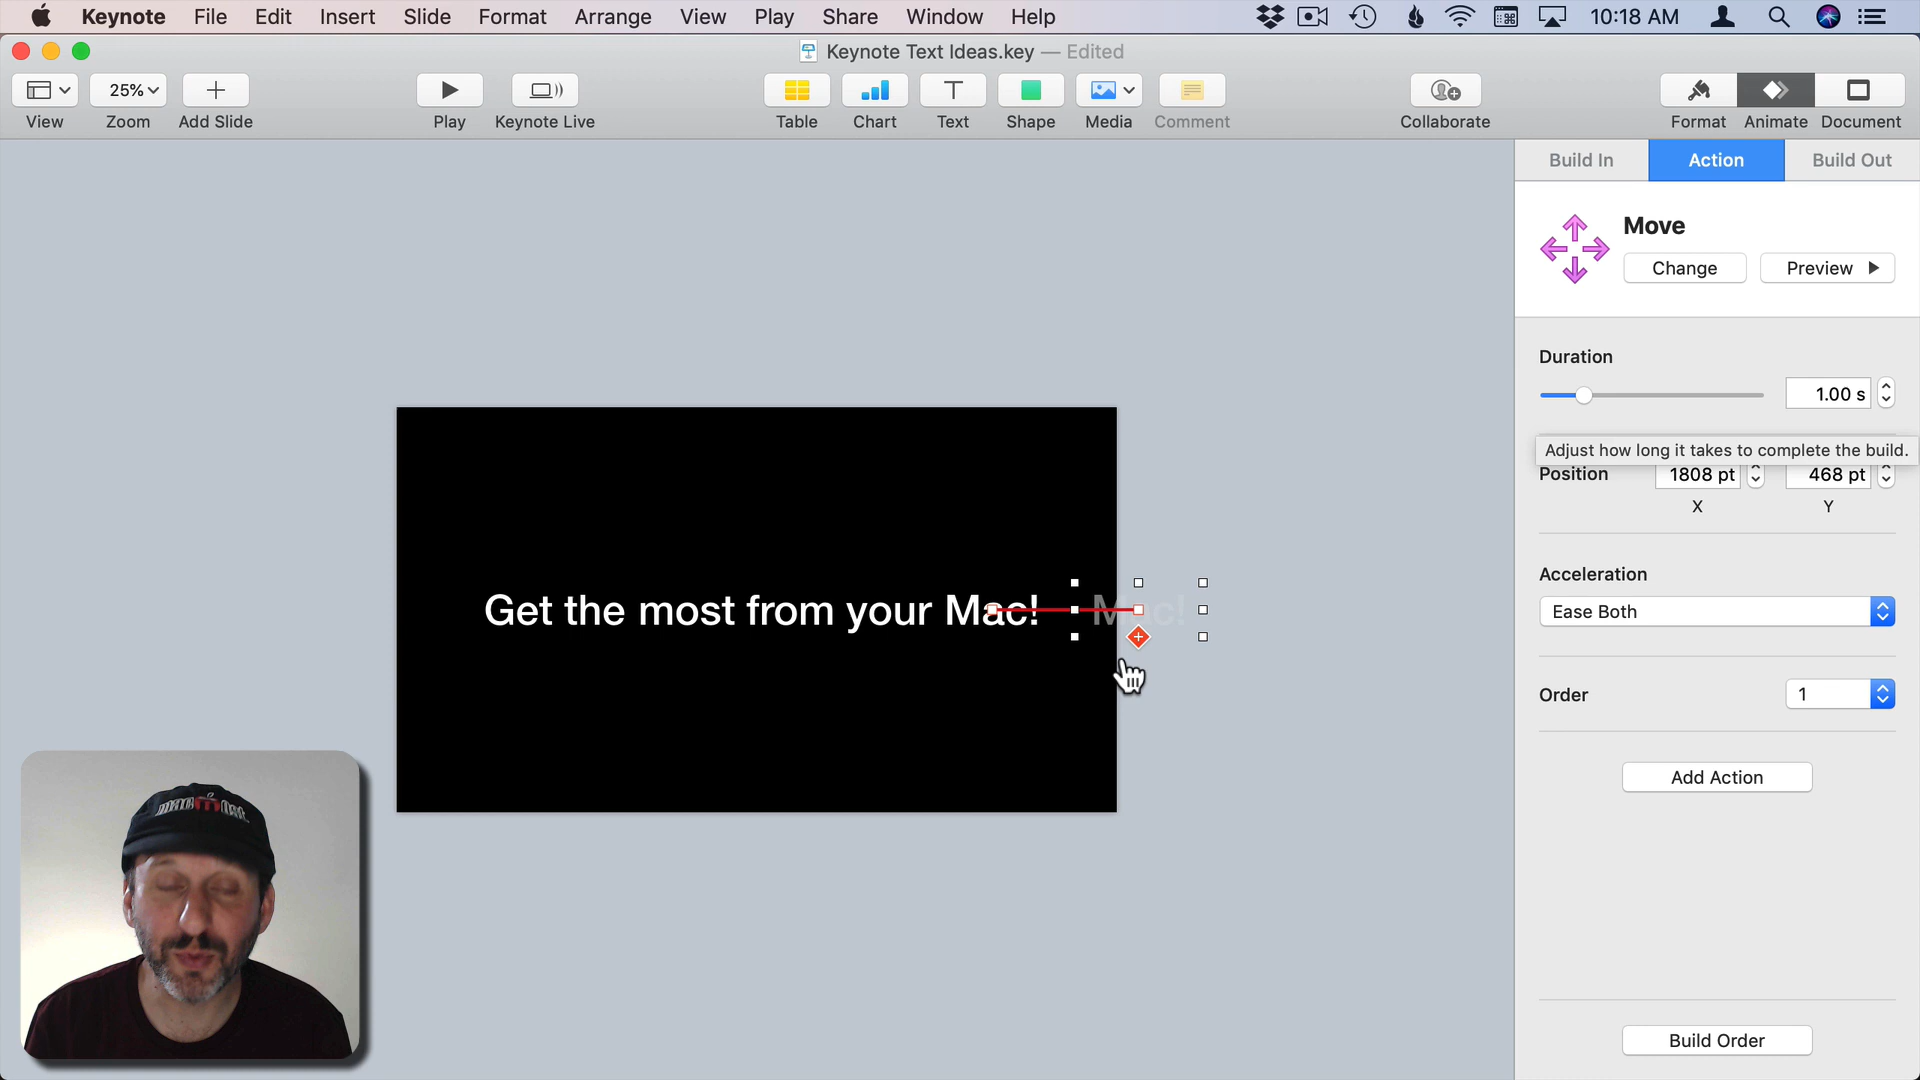 Keynote File Edit Insert Slide Format Arrange View Play Share Window Help 10:18 AM
Keynote Text Ideas.key — Edited
25%
View Zoom Add Slide Play Keynote Live Table Chart Text Shape Media Comment Collaborate Format Animate Document
Build In Action Build Out
Move
Change Preview
Duration
1.00 s
Adjust how long it takes to complete the build.
Position 1808 pt 468 pt
X Y
Acceleration
Ease Both
Order 1
Add Action
Build Order
Get the most from your Mac! Mac!